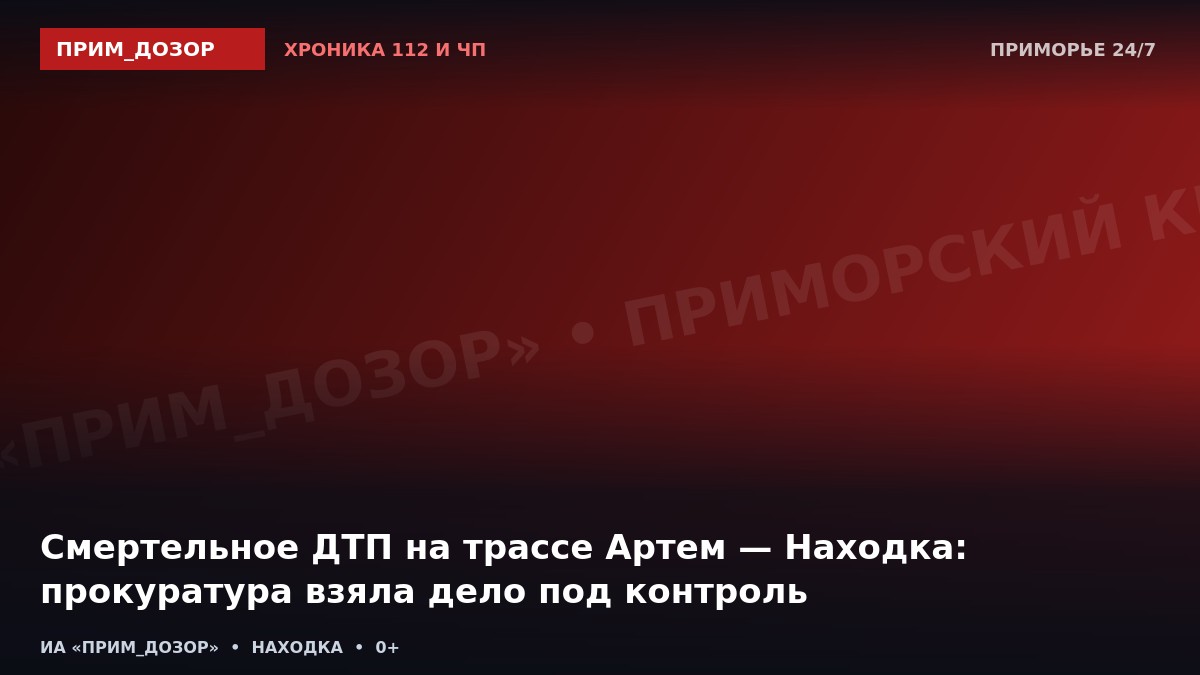 ПРИМ_ДОЗОР
ХРОНИКА 112 И ЧП
ПРИМОРЬЕ 24/7
«ПРИМ_ДОЗОР» • ПРИМОРСКИЙ
Смертельное ДТП на трассе Артем — Находка:
прокуратура взяла дело под контроль
ИА «ПРИМ_ДОЗОР» • НАХОДКА • 0+